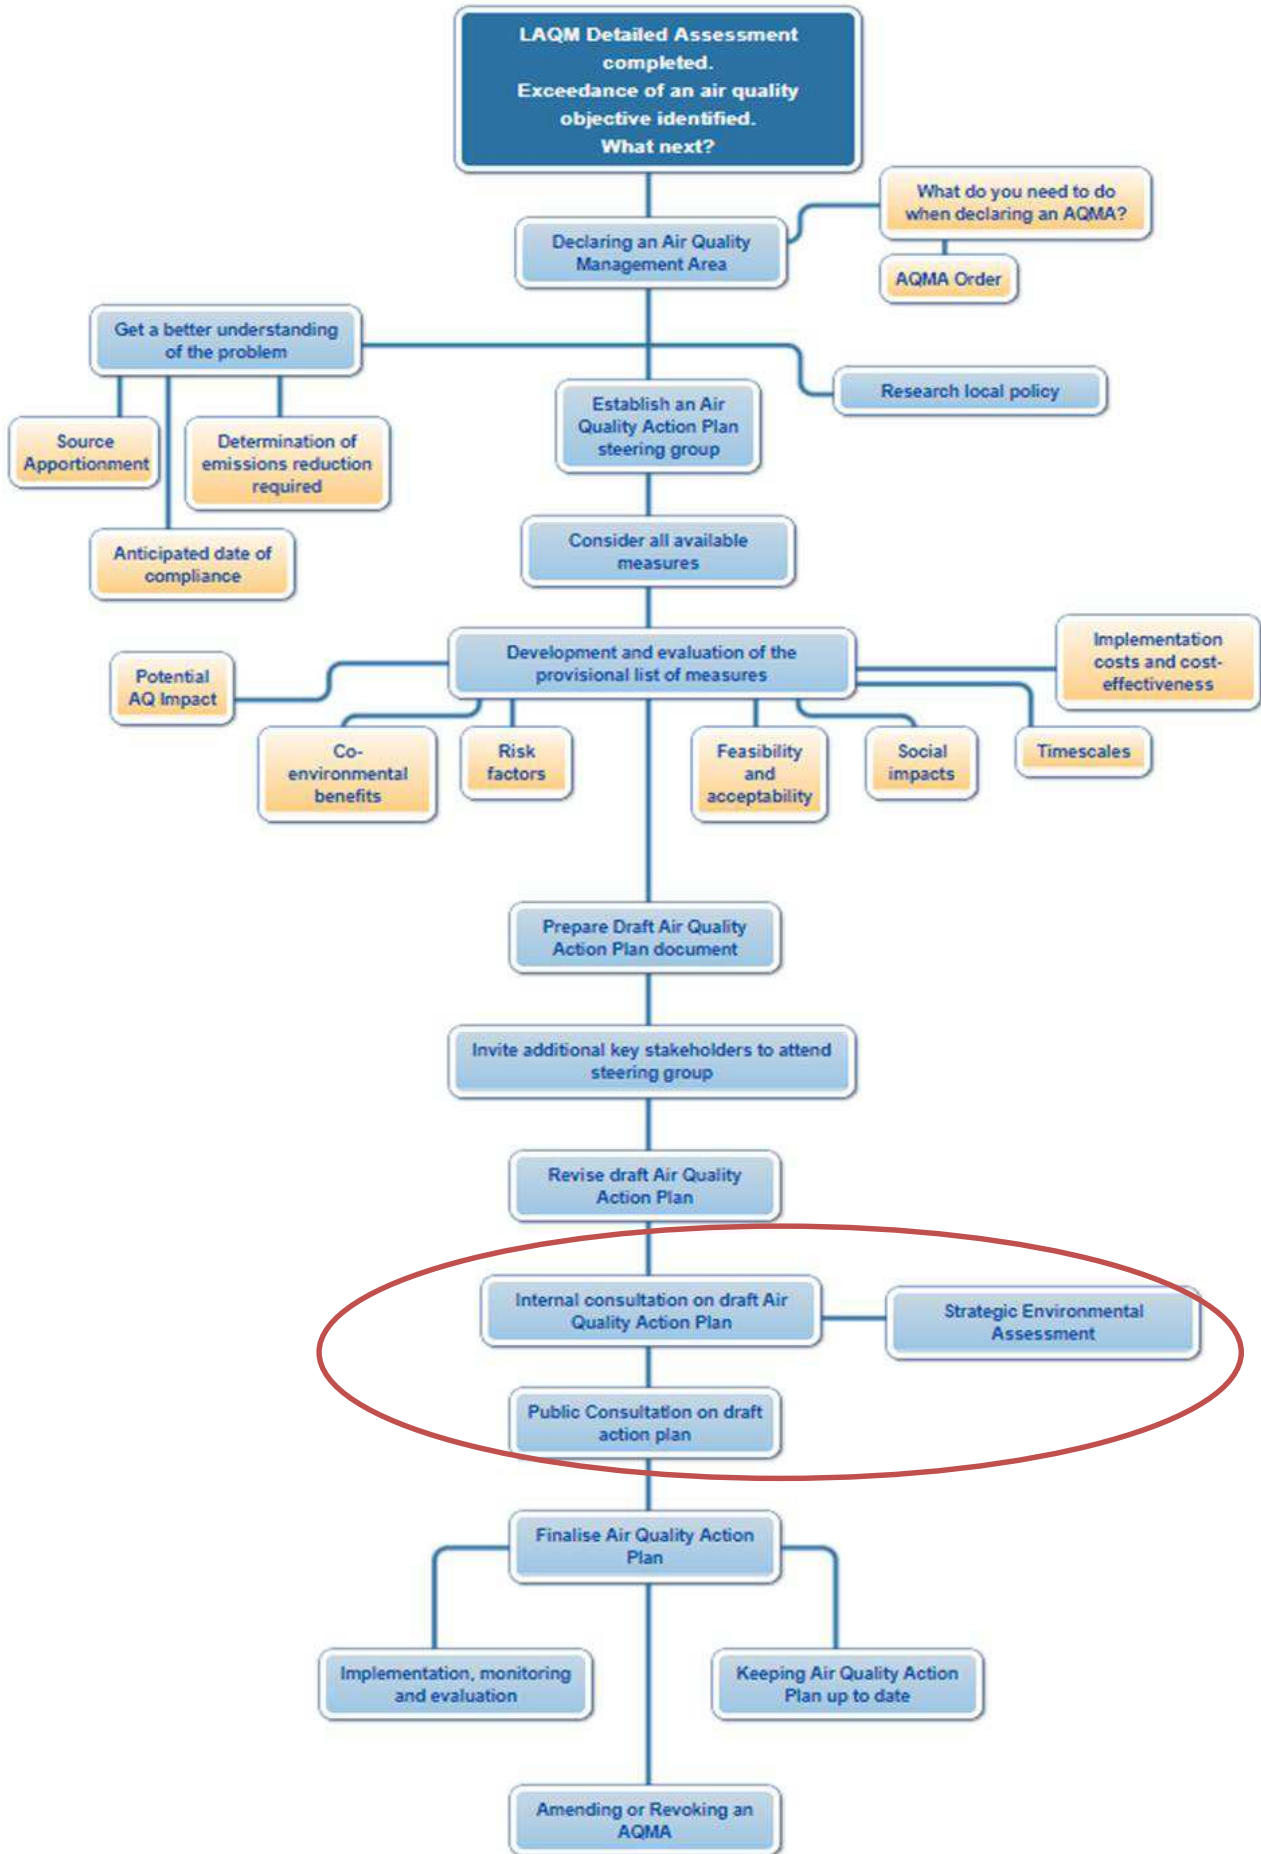 LAQM Detailed Assessment
completed.
Exceedance of an air quality
objective identified.
What next?
What do you need to do
when declaring an AQMA?
Declaring an Air Quality
Management Area
AQMA Order
Get a better understanding
of the problem
Research local policy
Establish an Air
Quality Action Plan
steering group
Source
Apportionment
Determination of
emissions reduction
required
Anticipated date of
compliance
Consider all available
measures
Development and evaluation of the
provisional list of measures
Implementation
costs and cost-
effectiveness
Potential
AQ Impact
Co-
environmental
benefits
Risk
factors
Feasibility
and
acceptability
Social
impacts
Timescales
Prepare Draft Air Quality
Action Plan document
Invite additional key stakeholders to attend
steering group
Revise draft Air Quality
Action Plan
Internal consultation on draft Air
Quality Action Plan
Strategic Environmental
Assessment
Public Consultation on draft
action plan
Finalise Air Quality Action
Plan
Implementation, monitoring
and evaluation
Keeping Air Quality Action
Plan up to date
Amending or Revoking an
AQMA